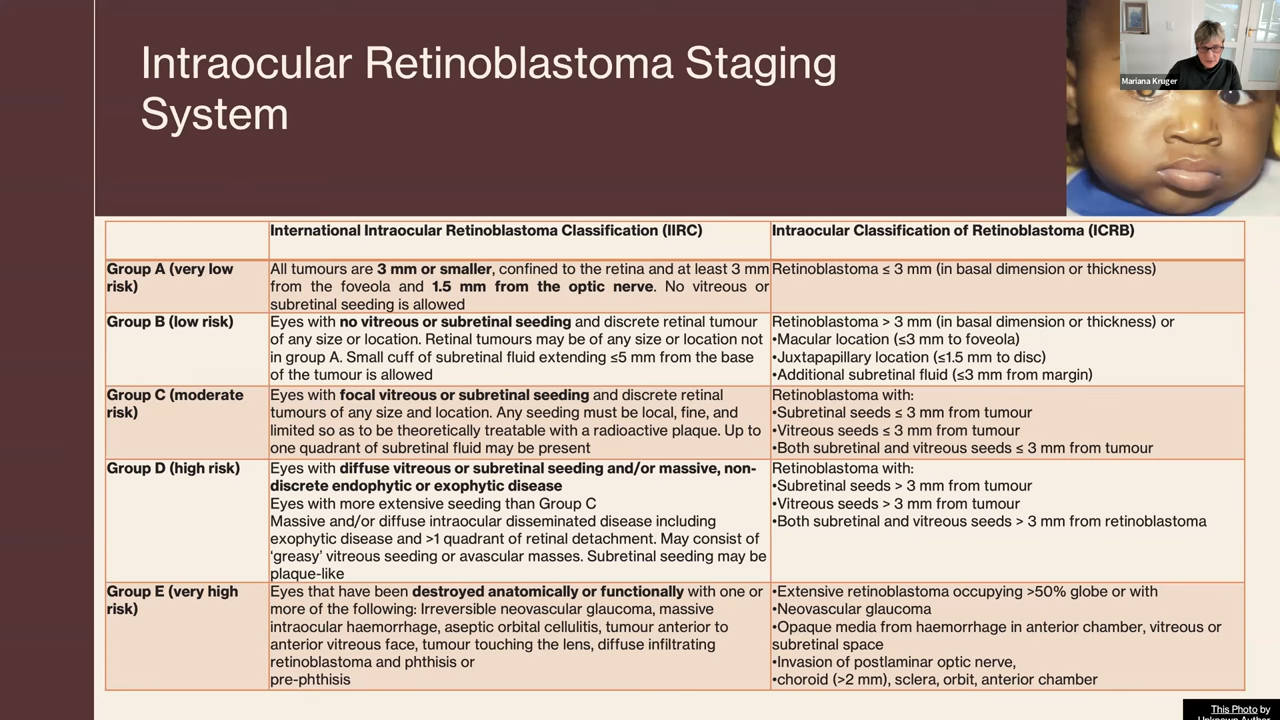 Intraocular Retinoblastoma Staging
System
Mariana Kruger
International Intraocular Retinoblastoma Classification (IIRC)
Intraocular Classification of Retinoblastoma (ICRB)
Group A (very low
risk)
All tumours are 3 mm or smaller, confined to the retina and at least 3 mm
from the foveola and 1.5 mm from the optic nerve. No vitreous or
subretinal seeding is allowed
Retinoblastoma ≤ 3 mm (in basal dimension or thickness)
Group B (low risk)
Eyes with no vitreous or subretinal seeding and discrete retinal tumour
of any size or location. Retinal tumours may be of any size or location not
in group A. Small cuff of subretinal fluid extending ≤5 mm from the base
of the tumour is allowed
Retinoblastoma > 3 mm (in basal dimension or thickness) or
•Macular location (≤3 mm to foveola)
•Juxtapapillary location (≤1.5 mm to disc)
•Additional subretinal fluid (≤3 mm from margin)
Group C (moderate
risk)
Eyes with focal vitreous or subretinal seeding and discrete retinal
tumours of any size and location. Any seeding must be local, fine, and
limited so as to be theoretically treatable with a radioactive plaque. Up to
one quadrant of subretinal fluid may be present
Retinoblastoma with:
•Subretinal seeds ≤ 3 mm from tumour
•Vitreous seeds ≤ 3 mm from tumour
•Both subretinal and vitreous seeds ≤ 3 mm from tumour
Group D (high risk)
Eyes with diffuse vitreous or subretinal seeding and/or massive, non-
discrete endophytic or exophytic disease
Eyes with more extensive seeding than Group C
Massive and/or diffuse intraocular disseminated disease including
exophytic disease and >1 quadrant of retinal detachment. May consist of
‘greasy’ vitreous seeding or avascular masses. Subretinal seeding may be
plaque-like
Retinoblastoma with:
•Subretinal seeds > 3 mm from tumour
•Vitreous seeds > 3 mm from tumour
•Both subretinal and vitreous seeds > 3 mm from retinoblastoma
Group E (very high
risk)
Eyes that have been destroyed anatomically or functionally with one or
more of the following: Irreversible neovascular glaucoma, massive
intraocular haemorrhage, aseptic orbital cellulitis, tumour anterior to
anterior vitreous face, tumour touching the lens, diffuse infiltrating
retinoblastoma and phthisis or
pre-phthisis
•Extensive retinoblastoma occupying >50% globe or with
•Neovascular glaucoma
•Opaque media from haemorrhage in anterior chamber, vitreous or
subretinal space
•Invasion of postlaminar optic nerve,
•choroid (>2 mm), sclera, orbit, anterior chamber
This Photo by
Unknown Author